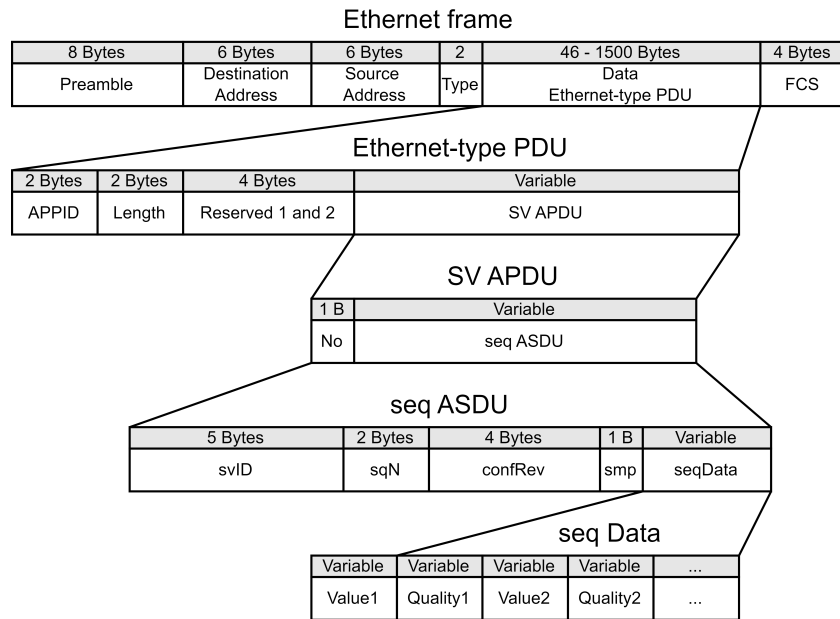 Ethernet frame
8 Bytes 6 Bytes 6 Bytes 2 46 - 1500 Bytes 4 Bytes
Preamble Destination Address Source Address Type Data Ethernet-type PDU FCS
Ethernet-type PDU
2 Bytes 2 Bytes 4 Bytes Variable
APPID Length Reserved 1 and 2 SV APDU
SV APDU
1 B Variable
No seq ASDU
seq ASDU
5 Bytes 2 Bytes 4 Bytes 1 B Variable
svID sqN confRev smp seqData
seq Data
Variable Variable Variable Variable ...
Value1 Quality1 Value2 Quality2 ...